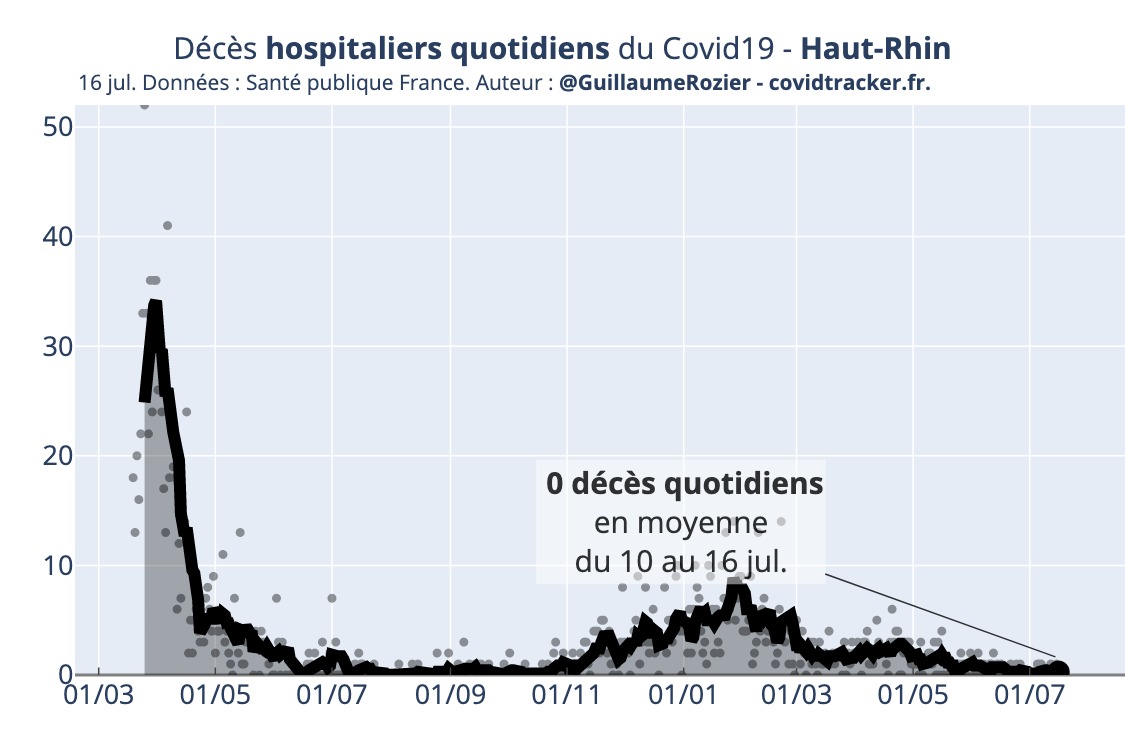 Décès hospitaliers quotidiens du Covid19 - Haut-Rhin
16 jul. Données : Santé publique France. Auteur : @GuillaumeRozier - covidtracker.fr.
50
40
30
20
10
0
0 décès quotidiens
en moyenne
du 10 au 16 jul.
01/03 01/05 01/07 01/09 01/11 01/01 01/03 01/05 01/07